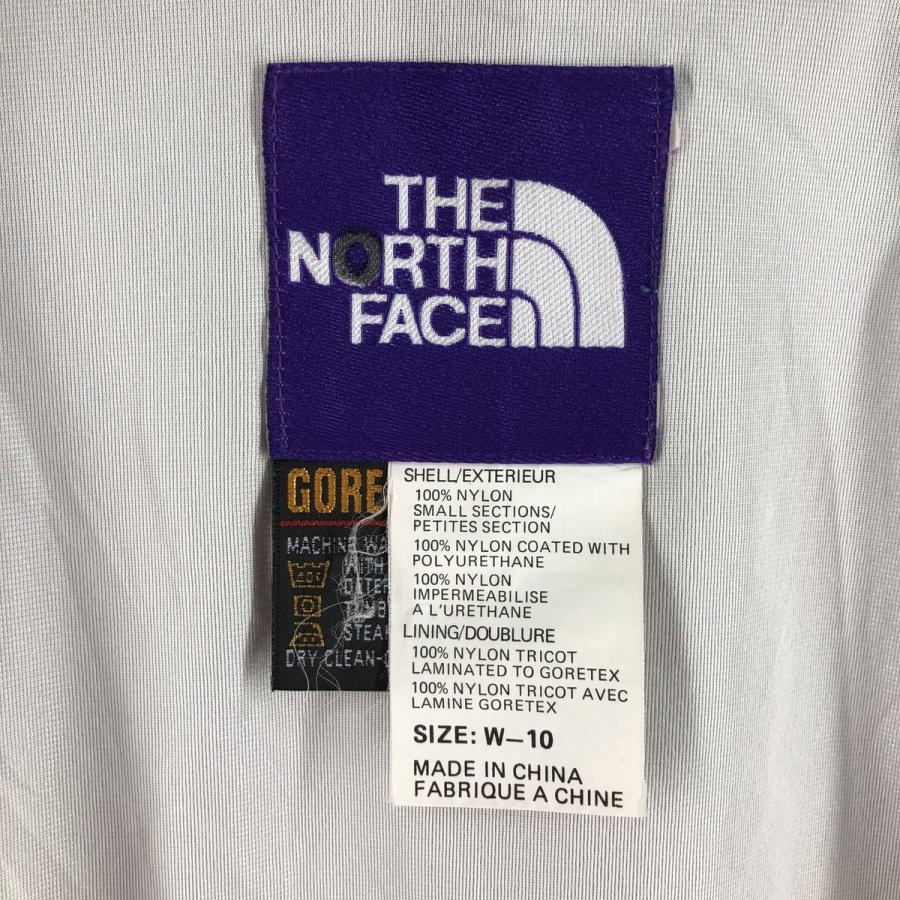 THE
NORTH
FACE
GORE
MACHINE
WITH
STEAM
DRY CLEAN-
SHELL/EXTERIEUR
100% NYLON
SMALL SECTIONS/
PETITES SECTION
100% NYLON COATED WITH
POLYURETHANE
100% NYLON
IMPERMEABILISE
A L'URETHANE
LINING/DOUBLURE
100% NYLON TRICOT
LAMINATED TO GORETEX
100% NYLON TRICOT AVEC
LAMINE GORETEX
SIZE: W—10
MADE IN CHINA
FABRIQUE A CHINE